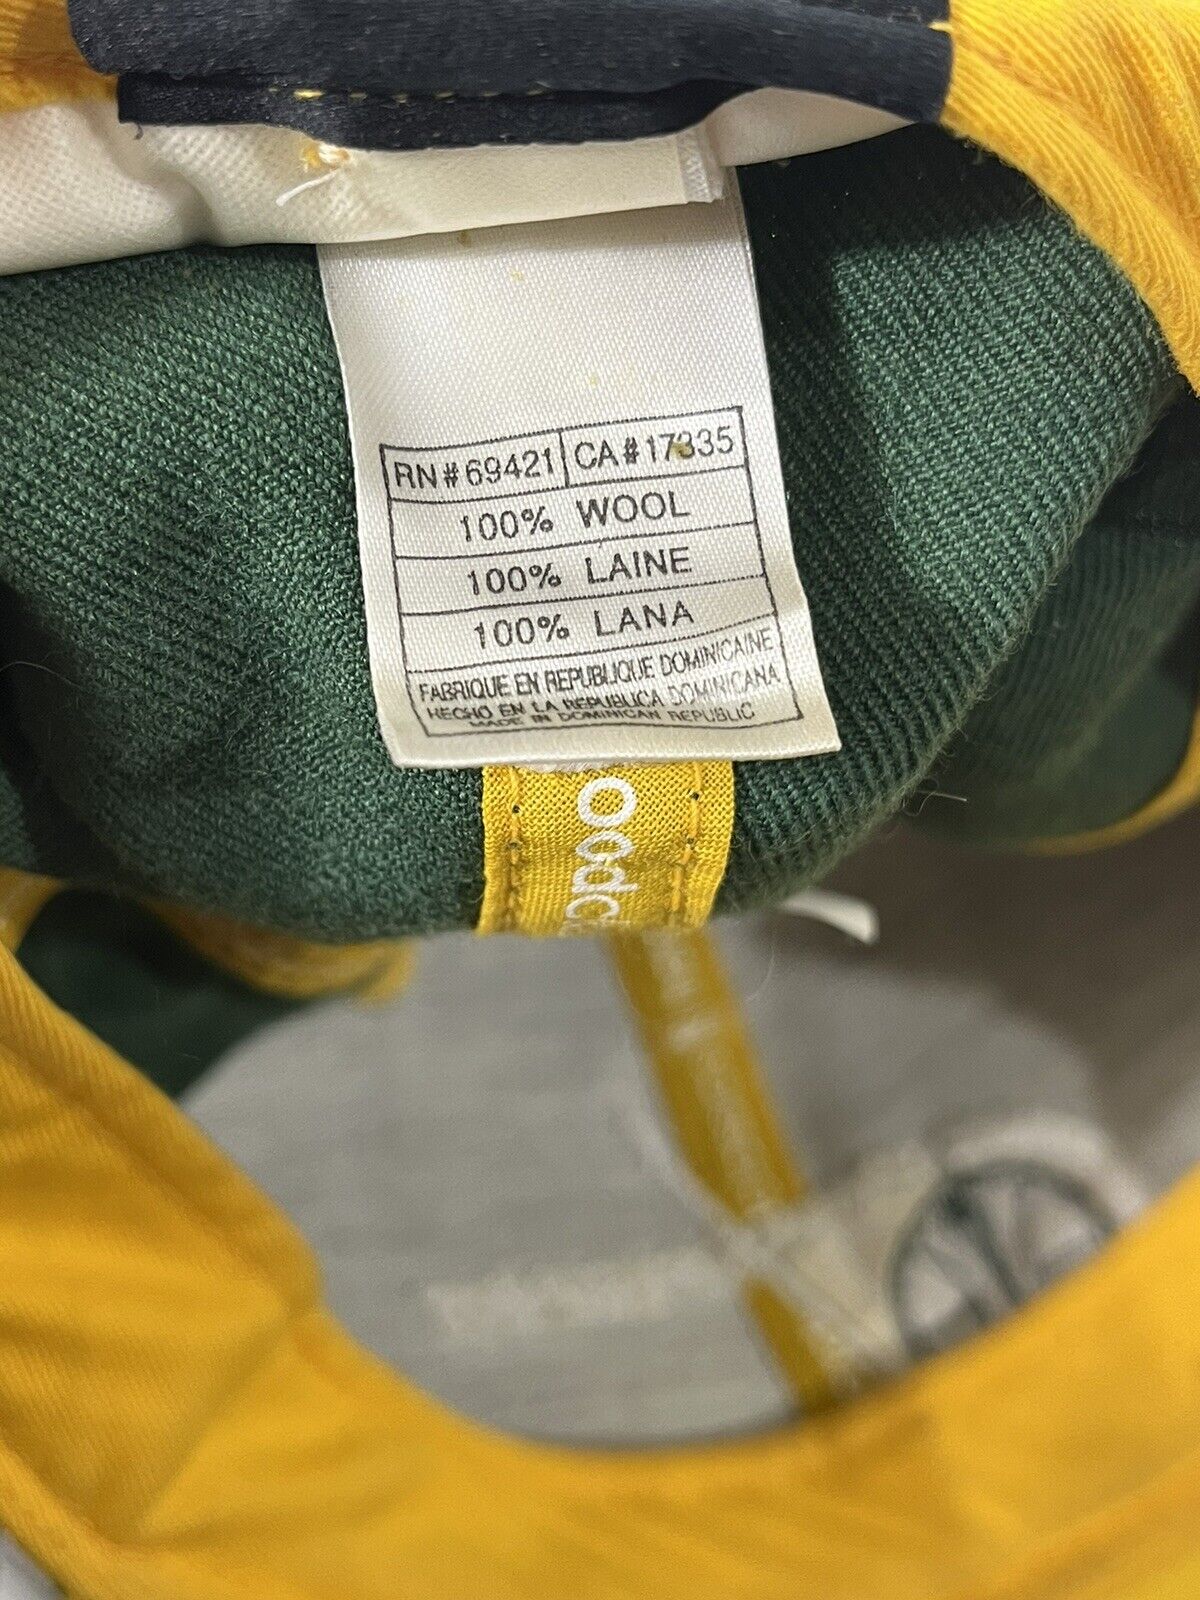 RN#69421 CA#17335
100% WOOL
100% LAINE
100% LANA
FABRIQUE EN REPUBLIQUE DOMINICAINE
HECHO EN LA REPUBLICA DOMINICANA
MADE IN DOMINICAN REPUBLIC